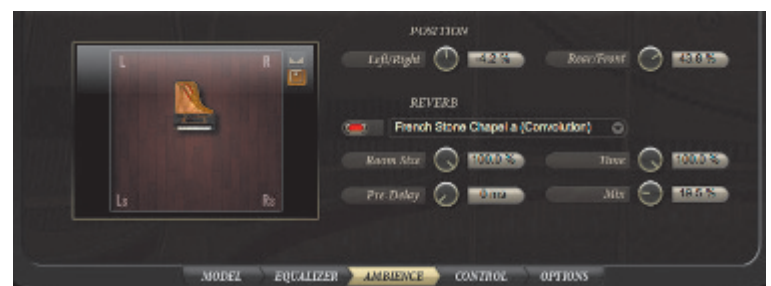 POSITION
L R
Left/Right -4.2 % Rear/Front 43.8 %
REVERB
French Stone Chapel a (Convolution)
Room Size 100.0 % Time 100.0 %
Ls Rs
Pre-Delay 0 ms Mix 19.5 %
MODEL EQUALIZER AMBIENCE CONTROL OPTIONS